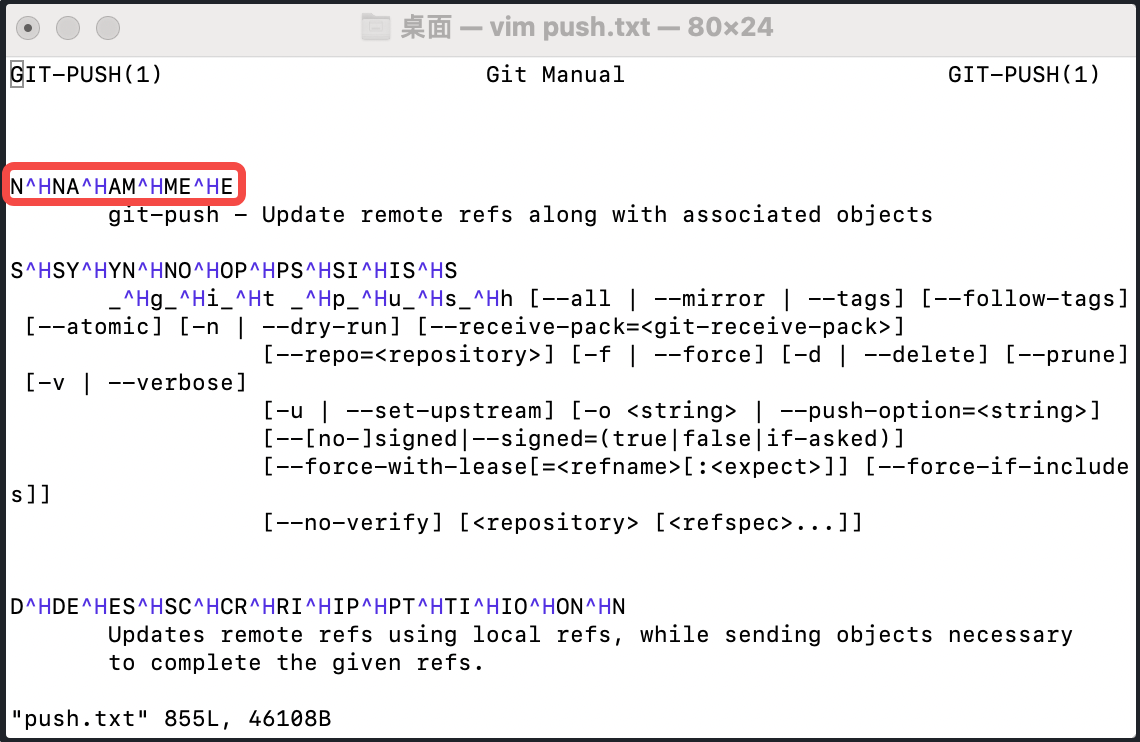 桌面 — vim push.txt — 80×24
GIT-PUSH(1) Git Manual GIT-PUSH(1)
N^HNA^HAM^HME^HE
git-push - Update remote refs along with associated objects
S^HSY^HYN^HNO^HOP^HPS^HSI^HIS^HS
_^Hg_^Hi_^Ht _^Hp_^Hu_^Hs_^Hh [--all | --mirror | --tags] [--follow-tags]
[--atomic] [-n | --dry-run] [--receive-pack=<git-receive-pack>]
[--repo=<repository>] [-f | --force] [-d | --delete] [--prune]
[-v | --verbose]
[-u | --set-upstream] [-o <string> | --push-option=<string>]
[--[no-]signed|--signed=(true|false|if-asked)]
[--force-with-lease[=<refname>[:<expect>]] [--force-if-include
s]]
[--no-verify] [<repository> [<refspec>...]]
D^HDE^HES^HSC^HCR^HRI^HIP^HPT^HTI^HIO^HON^HN
Updates remote refs using local refs, while sending objects necessary
to complete the given refs.
"push.txt" 855L, 46108B